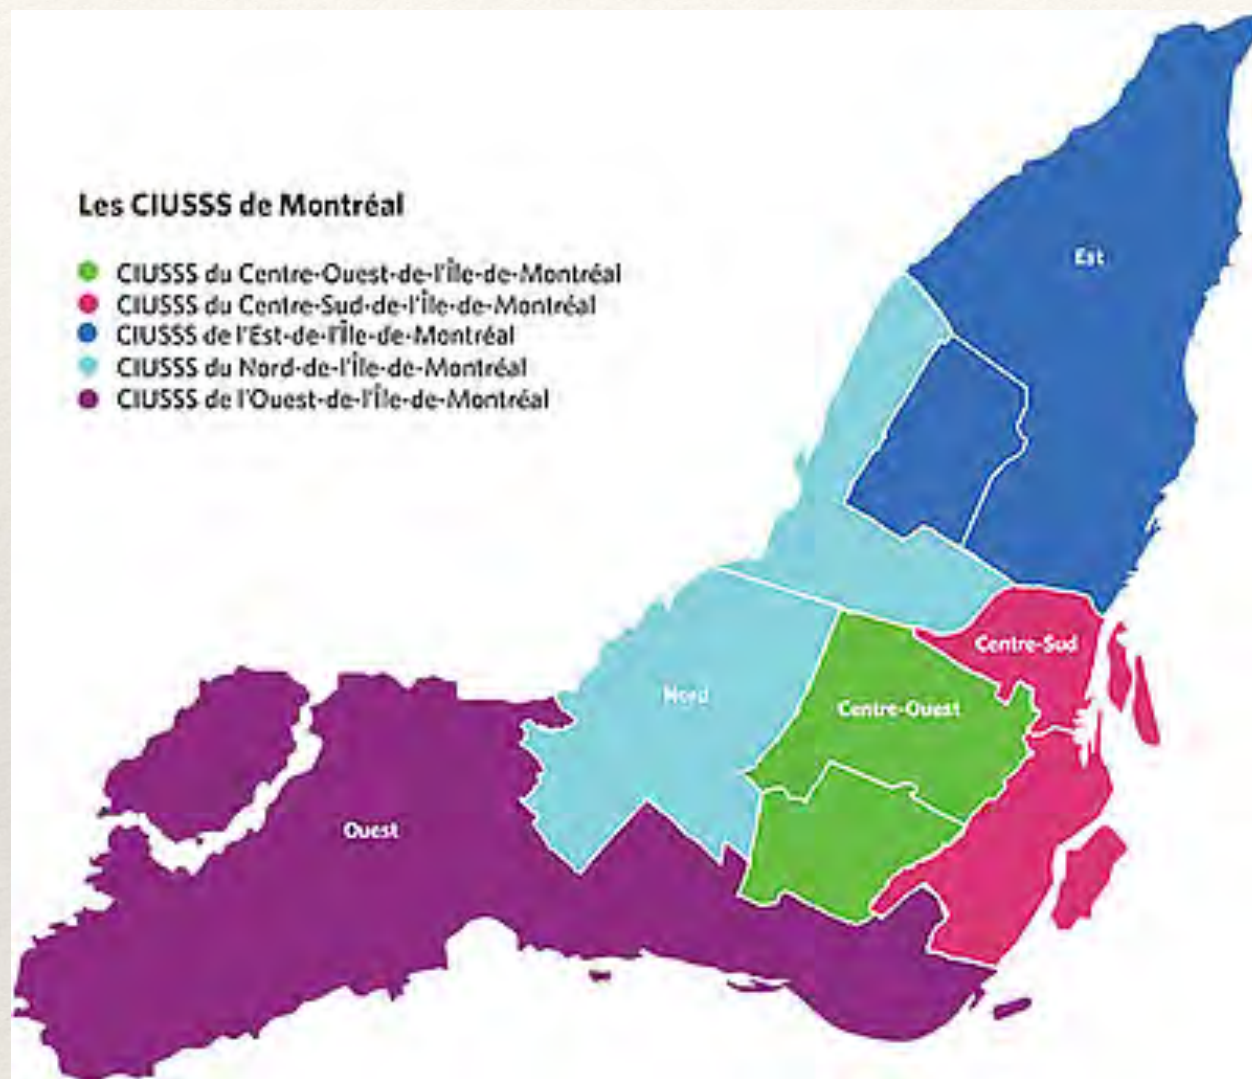 Les CIUSSS de Montréal
CIUSSS du Centre-Ouest-de-l'Île-de-Montréal
CIUSSS du Centre-Sud-de-l'Île-de-Montréal
CIUSSS de l'Est-de-l'Île-de-Montréal
CIUSSS du Nord-de-l'Île-de-Montréal
CIUSSS de l'Ouest-de-l'Île-de-Montréal
Est
Centre-Sud
Nord
Centre-Ouest
Ouest